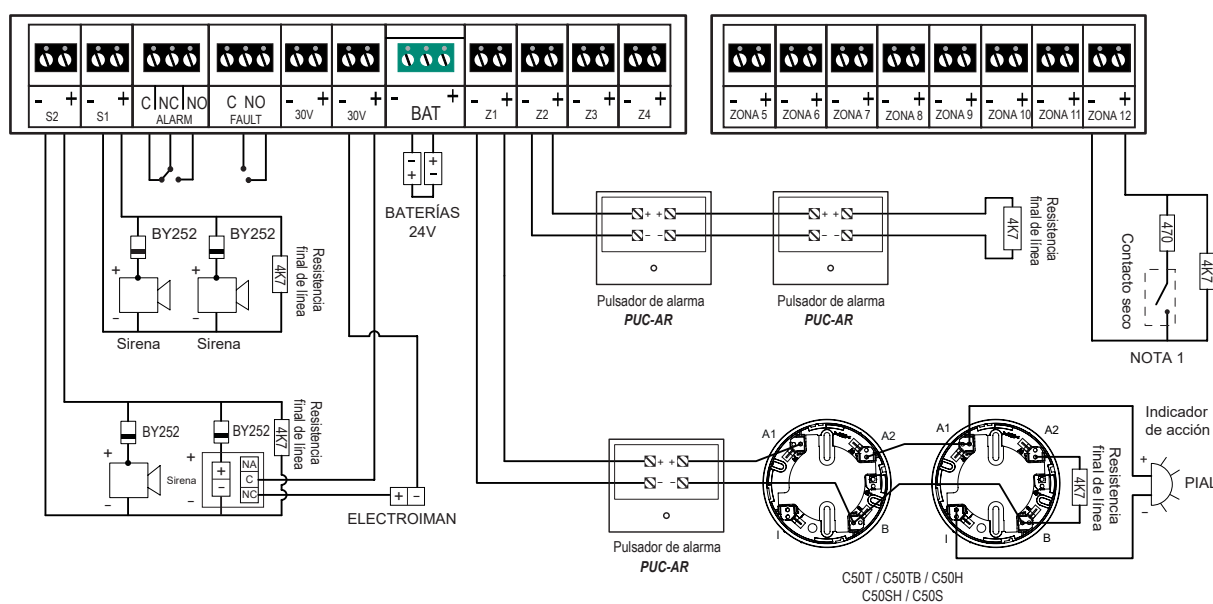 - + - + - + - + - + - + - + - + - +
S2 S1 C NC NO C NO 30V 30V BAT Z1 Z2 Z3 Z4
ALARM FAULT
- + - + - + - + - + - + - + - +
ZONA 5 ZONA 6 ZONA 7 ZONA 8 ZONA 9 ZONA 10 ZONA 11 ZONA 12
- + + -
BATERÍAS
24V
BY252
BY252
4K7
Resistencia
final de línea
+ -
+ -
Sirena
Sirena
+ + + +
- - - -
4K7
Resistencia
final de línea
Pulsador de alarma
PUC-AR
Pulsador de alarma
PUC-AR
470
Contacto seco
4K7
NOTA 1
BY252
BY252
4K7
Resistencia
final de línea
+ -
Sirena
+ -
+ -
NA
C
NC
+ -
ELECTROIMAN
+ +
- -
Pulsador de alarma
PUC-AR
A1
A2
I
B
A1
A2
I
B
4K7
Resistencia
final de línea
Indicador
de acción
+
PIAL
-
C50T / C50TB / C50H
C50SH / C50S